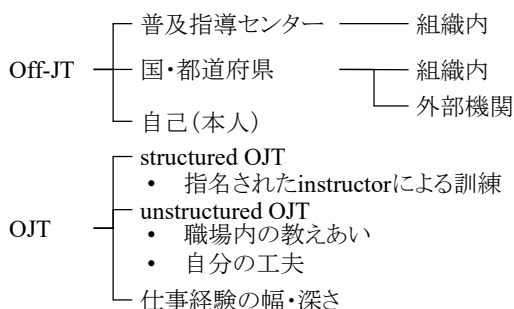 Off-JT
普及指導センター
組織内
国・都道府県
組織内
外部機関
自己(本人)
OJT
structured OJT
• 指名されたinstructorによる訓練
unstructured OJT
• 職場内の教えあい
• 自分の工夫
仕事経験の幅・深さ